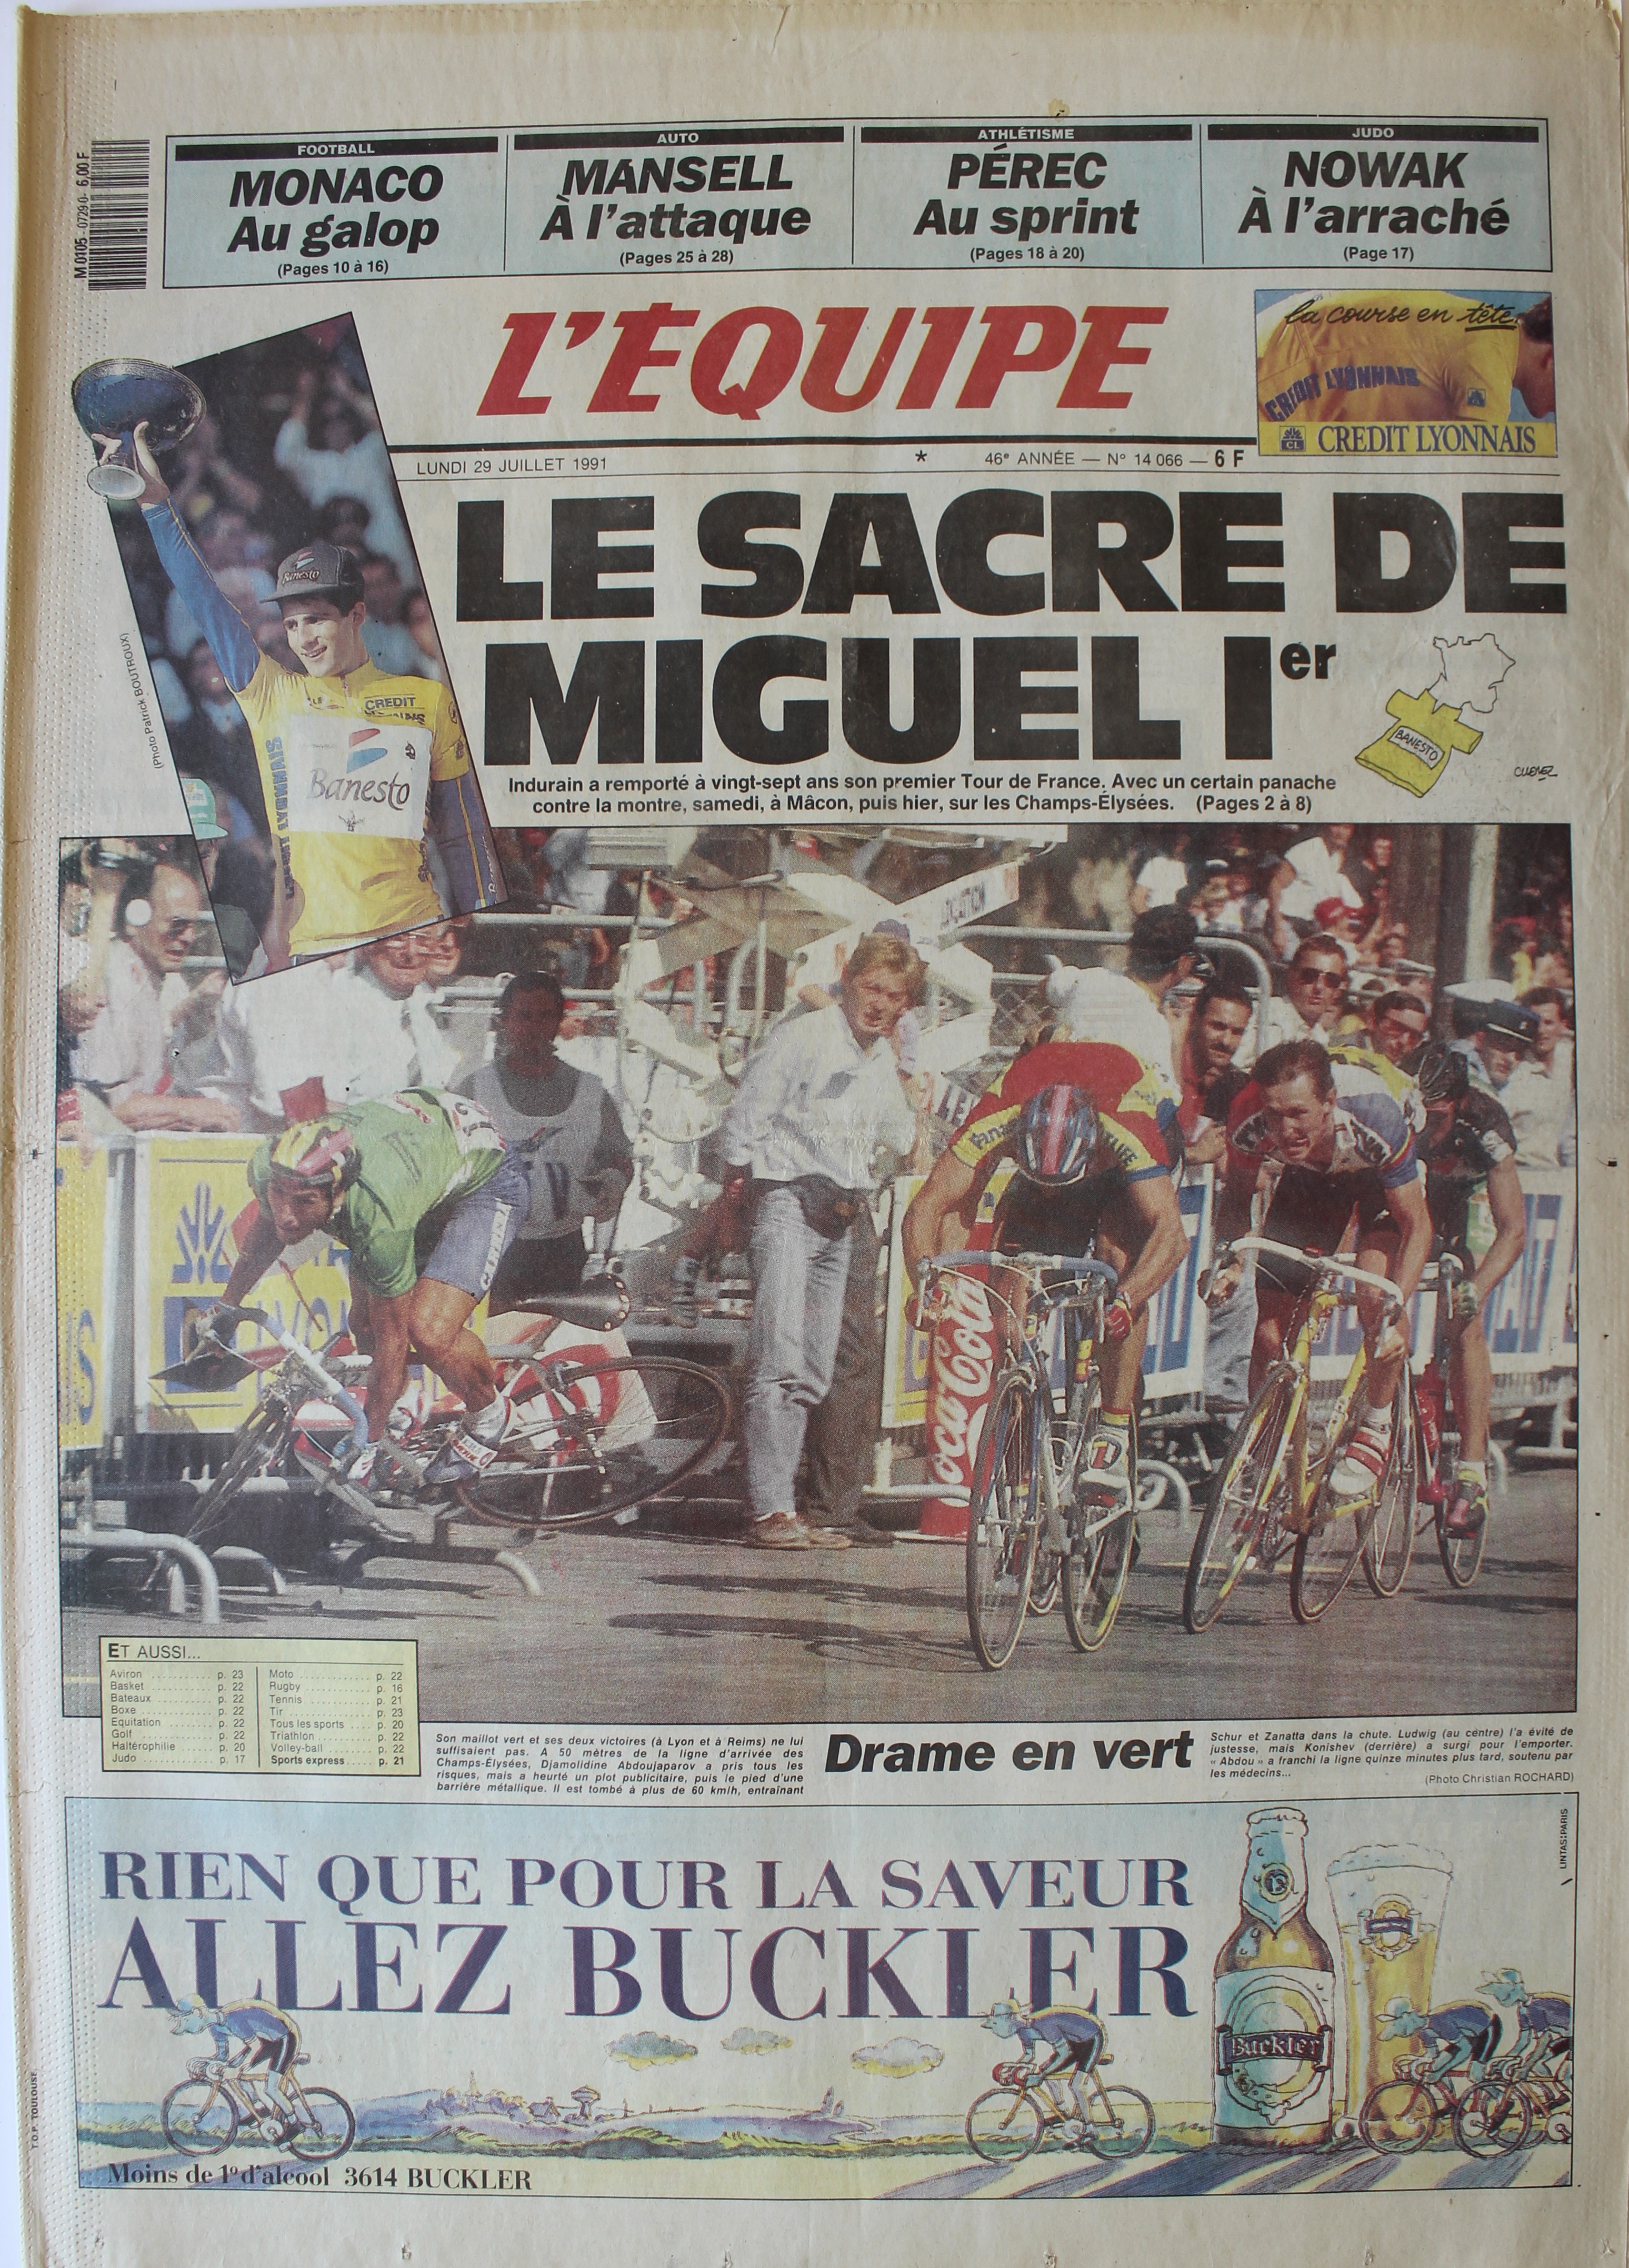 FOOTBALL
MONACO
Au galop
(Pages 10 à 16)
AUTO
MANSELL
À l'attaque
(Pages 25 à 28)
ATHLÉTISME
PÉREC
Au sprint
(Pages 18 à 20)
JUDO
NOWAK
À l'arraché
(Page 17)
M 0105 - 0729 0 - 6,00 F
L'ÉQUIPE
la course en tête
CREDIT LYONNAIS
CL CREDIT LYONNAIS
LUNDI 29 JUILLET 1991
* 46e ANNÉE — N° 14 066 — 6 F
LE SACRE DE
MIGUEL Ier
BANESTO
Indurain a remporté à vingt-sept ans son premier Tour de France. Avec un certain panache
contre la montre, samedi, à Mâcon, puis hier, sur les Champs-Élysées. (Pages 2 à 8)
(Photo Patrick BOUTROUX)
Banesto
CREDIT
Banesto
Coca-Cola
ET AUSSI...
Aviron .......... p. 23
Basket .......... p. 22
Bateaux .......... p. 22
Boxe .......... p. 22
Equitation .......... p. 22
Golf .......... p. 22
Haltérophilie .......... p. 20
Judo .......... p. 17
Moto .......... p. 22
Rugby .......... p. 16
Tennis .......... p. 21
Tir .......... p. 23
Tous les sports .... p. 20
Triathlon .......... p. 22
Volley-ball .......... p. 22
Sports express ..... p. 21
Son maillot vert et ses deux victoires (à Lyon et à Reims) ne lui
suffisaient pas. A 50 mètres de la ligne d'arrivée des
Champs-Élysées, Djamolidine Abdoujaparov a pris tous les
risques, mais a heurté un plot publicitaire, puis le pied d'une
barrière métallique. Il est tombé à plus de 60 km/h, entraînant
Drame en vert
Schur et Zanatta dans la chute. Ludwig (au centre) l'a évité de
justesse, mais Konishev (derrière) a surgi pour l'emporter.
« Abdou » a franchi la ligne quinze minutes plus tard, soutenu par
les médecins...
(Photo Christian ROCHARD)
RIEN QUE POUR LA SAVEUR
ALLEZ BUCKLER
Buckler
LINTAS:PARIS
Moins de 1° d'alcool 3614 BUCKLER
T.O.P. TOULOUSE